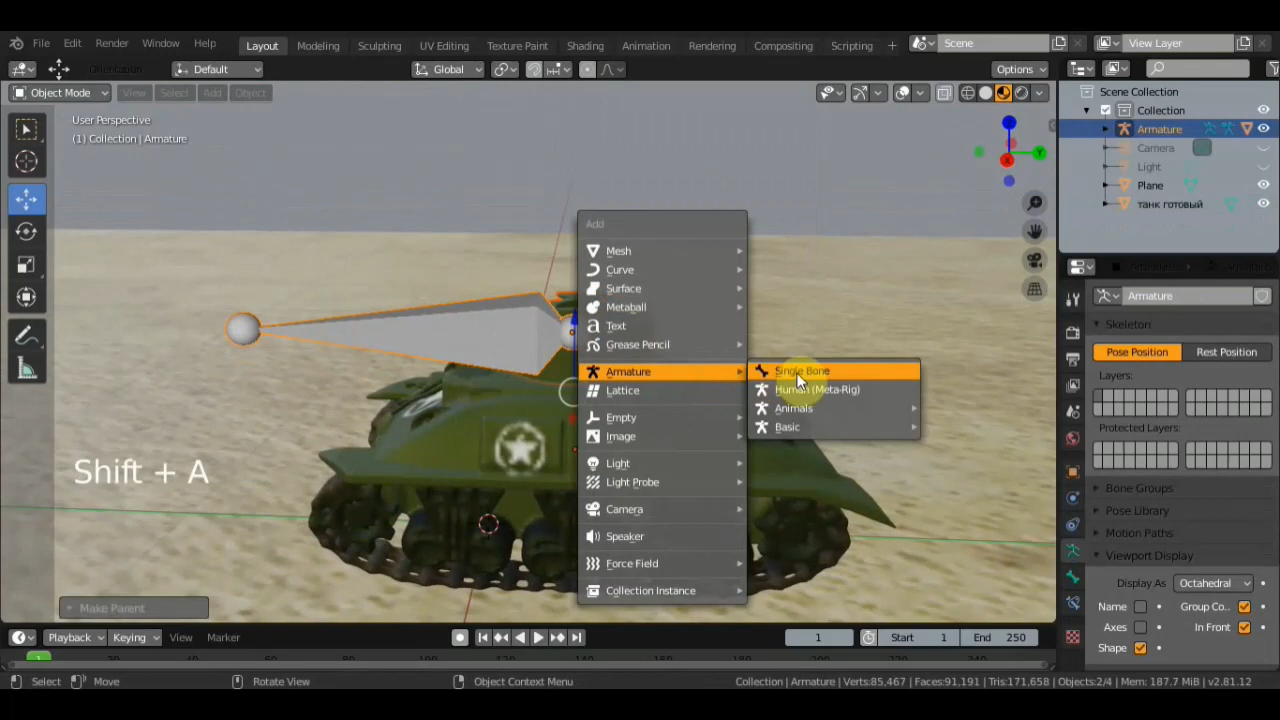 File Edit Render Window Help Layout Modeling Sculpting UV Editing Texture Paint Shading Animation Rendering Compositing Scripting + Scene View Layer
Orientation Default Global Options
Object Mode View Select Add Object
User Perspective
(1) Collection | Armature
Scene Collection
Collection
Armature
Camera
Light
Plane
танк готовый
Add
Mesh
Curve
Surface
Metaball
Text
Grease Pencil
Armature
Lattice
Empty
Image
Light
Light Probe
Camera
Speaker
Force Field
Collection Instance
Single Bone
Human (Meta-Rig)
Animals
Basic
Shift + A
Make Parent
Armature
Skeleton
Pose Position Rest Position
Layers:
Protected Layers:
Bone Groups
Pose Library
Motion Paths
Viewport Display
Display As Octahedral
Name Group Co...
Axes In Front
Shape
Playback Keying View Marker 1 Start 1 End 250
1
Select Move Rotate View Object Context Menu Collection | Armature | Verts:85,467 | Faces:91,191 | Tris:171,658 | Objects:2/4 | Mem: 187.7 MiB | v2.81.12